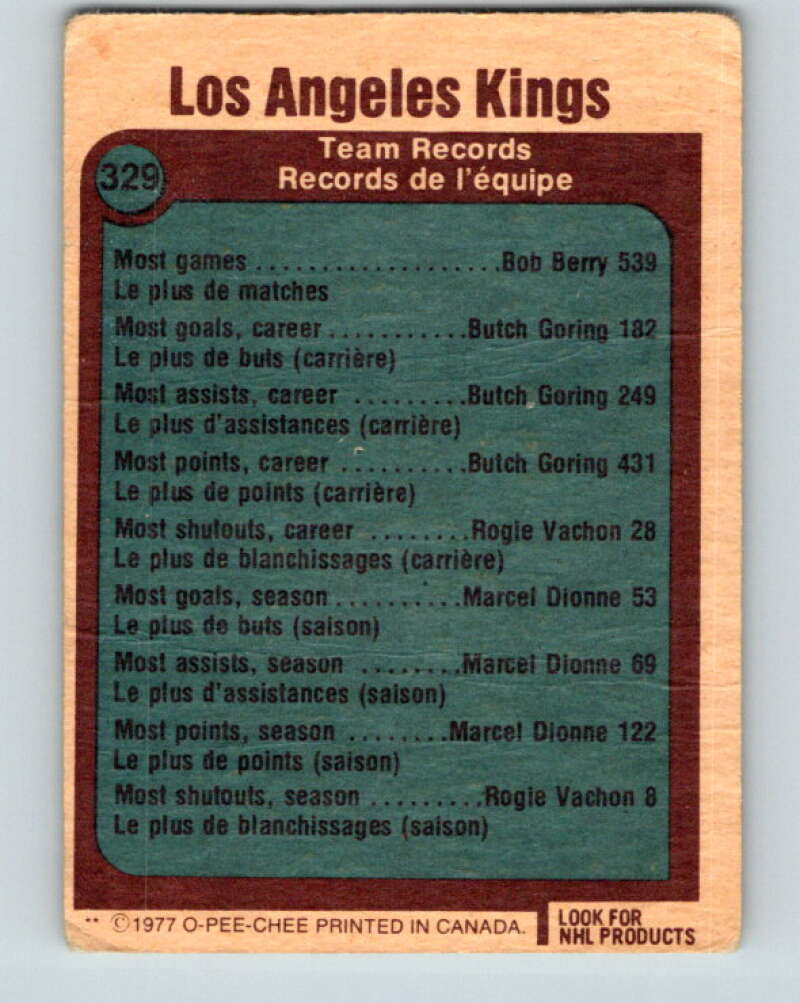 Los Angeles Kings
329
Team Records
Records de l'équipe
Most games ................... Bob Berry 539
Le plus de matches
Most goals, career ........... Butch Goring 182
Le plus de buts (carrière)
Most assists, career ......... Butch Goring 249
Le plus d'assistances (carrière)
Most points, career .......... Butch Goring 431
Le plus de points (carrière)
Most shutouts, career ........ Rogie Vachon 28
Le plus de blanchissages (carrière)
Most goals, season .......... Marcel Dionne 53
Le plus de buts (saison)
Most assists, season ........ Marcel Dionne 69
Le plus d'assistances (saison)
Most points, season ........ Marcel Dionne 122
Le plus de points (saison)
Most shutouts, season ......... Rogie Vachon 8
Le plus de blanchissages (saison)
** ©1977 O-PEE-CHEE PRINTED IN CANADA.
LOOK FOR
NHL PRODUCTS